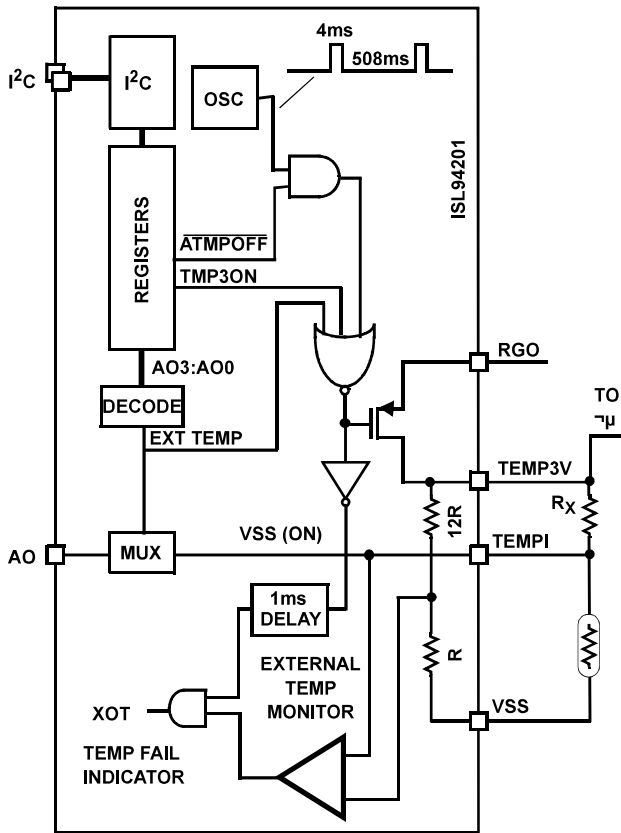 4ms
508ms
I²C
I²C
OSC
ISL94201
REGISTERS
ATMPOFF
TMP3ON
RGO
AO3:AO0
TO
¬µ
DECODE
EXT TEMP
TEMP3V
12R
RX
VSS (ON)
AO
MUX
TEMPI
1ms
DELAY
R
EXTERNAL
TEMP
MONITOR
VSS
XOT
TEMP FAIL
INDICATOR